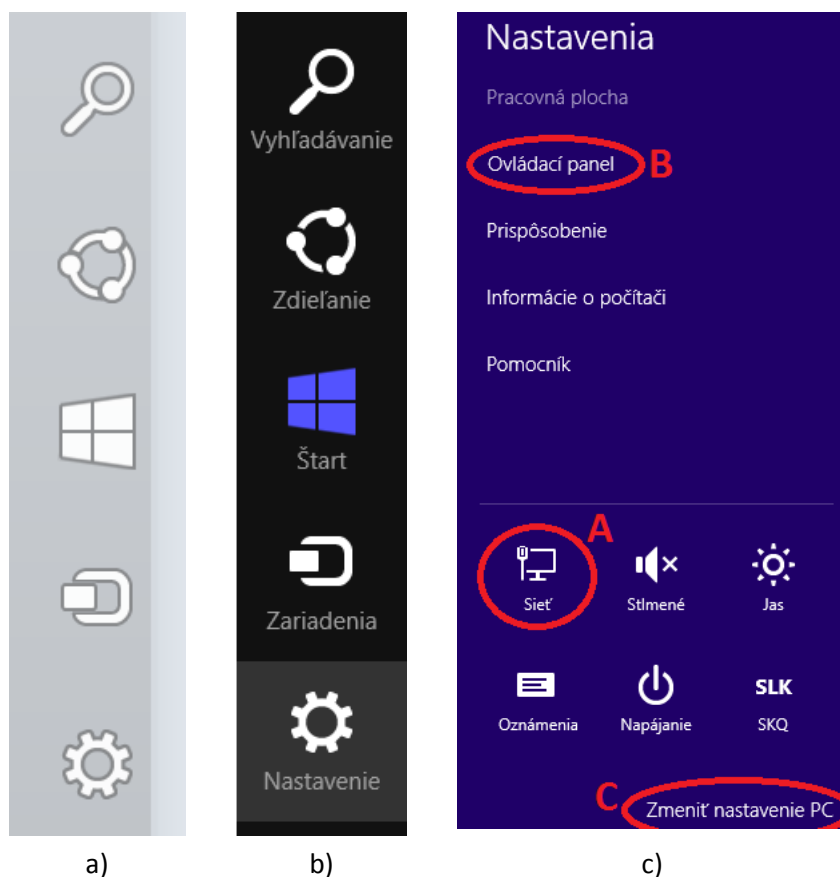 Vyhľadávanie
Zdieľanie
Štart
Zariadenia
Nastavenie
Nastavenia
Pracovná plocha
Ovládací panel B
Prispôsobenie
Informácie o počítači
Pomocník
A
Sieť Stlmené Jas
SLK
Oznámenia Napájanie SKQ
C Zmeniť nastavenie PC
a) b) c)